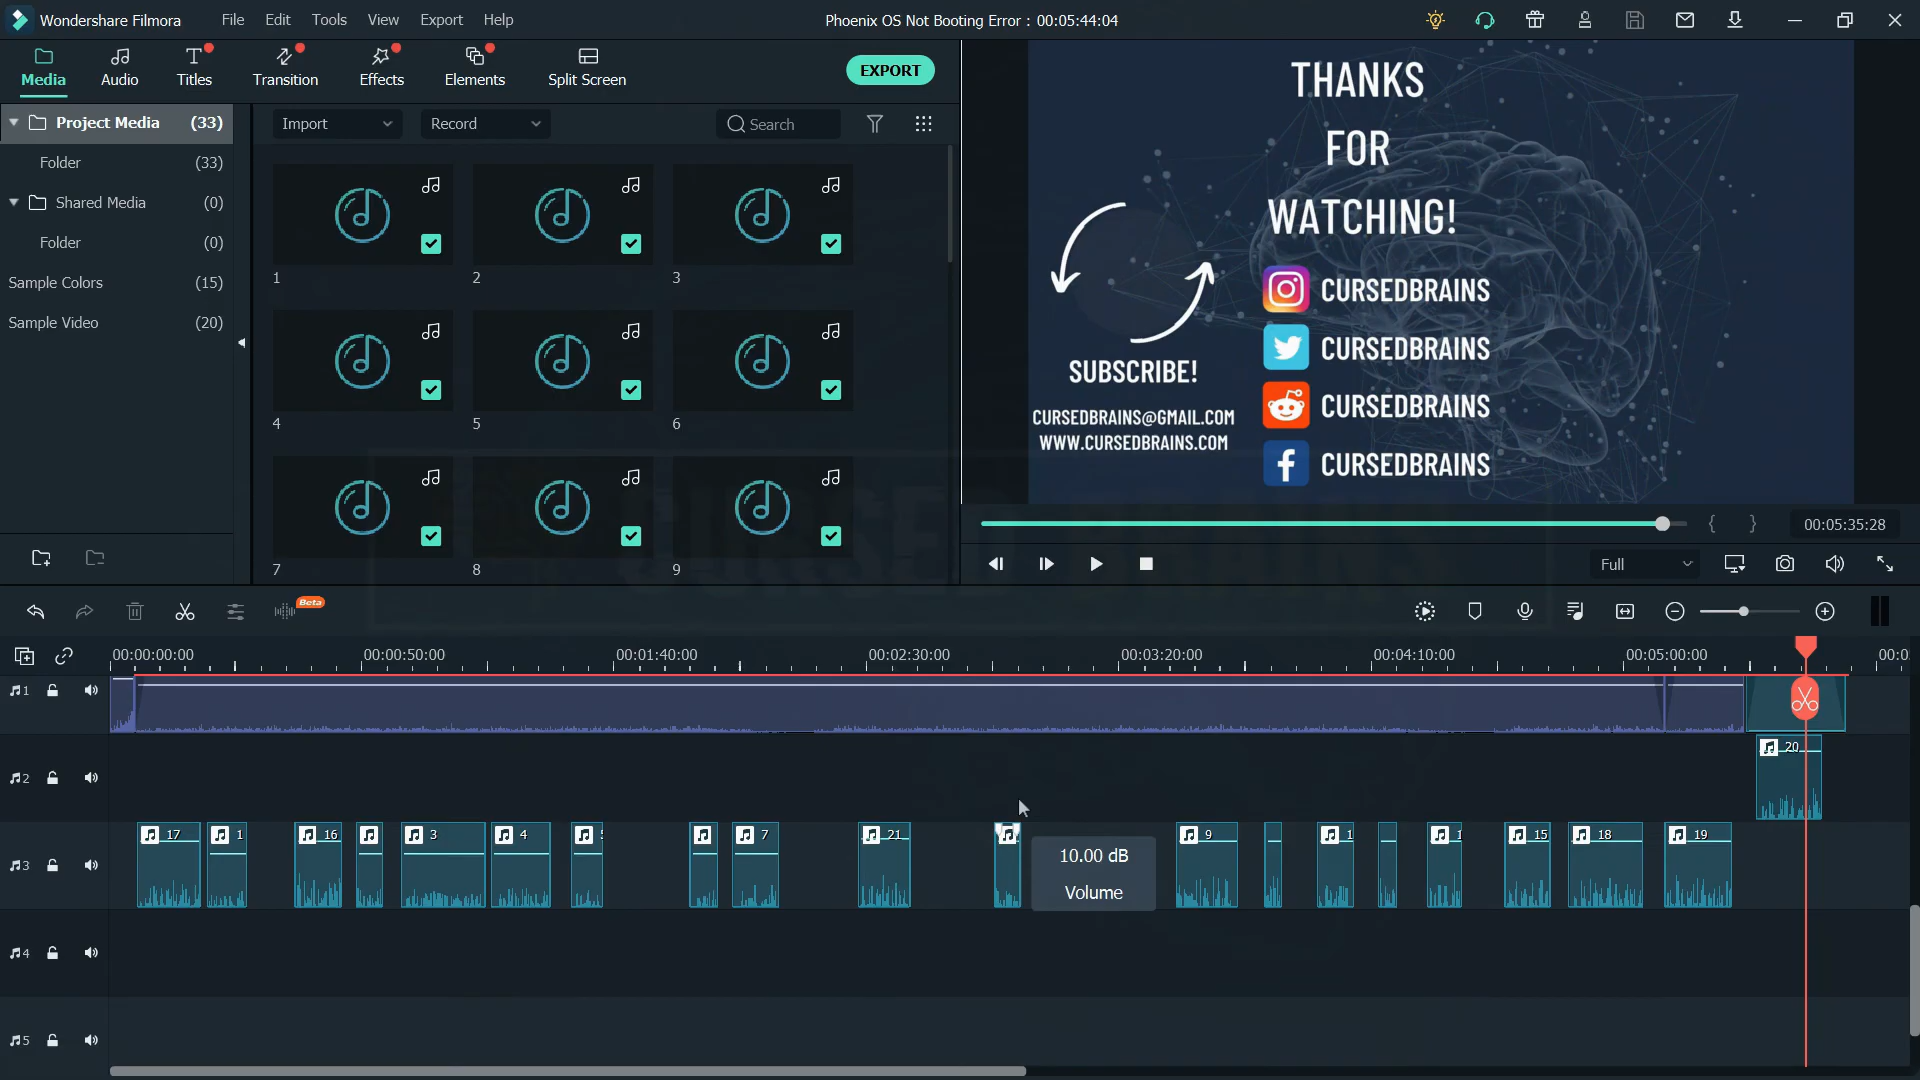 Wondershare Filmora
File Edit Tools View Export Help
Phoenix OS Not Booting Error : 00:05:44:04
Media Audio Titles Transition Effects Elements Split Screen
EXPORT
Project Media (33)
Folder (33)
Shared Media (0)
Folder (0)
Sample Colors (15)
Sample Video (20)
Import Record Search
1 2 3
4 5 6
7 8 9
THANKS
FOR
WATCHING!
CURSEDBRAINS
CURSEDBRAINS
CURSEDBRAINS
CURSEDBRAINS
SUBSCRIBE!
CURSEDBRAINS@GMAIL.COM
WWW.CURSEDBRAINS.COM
{ } 00:05:35:28
Full
Beta
00:00:00:00 00:00:50:00 00:01:40:00 00:02:30:00 00:03:20:00 00:04:10:00 00:05:00:00 00:0
1
2 20
17 1 16 3 4 7 21 9 1 1 15 18 19
3
10.00 dB
Volume
4
5